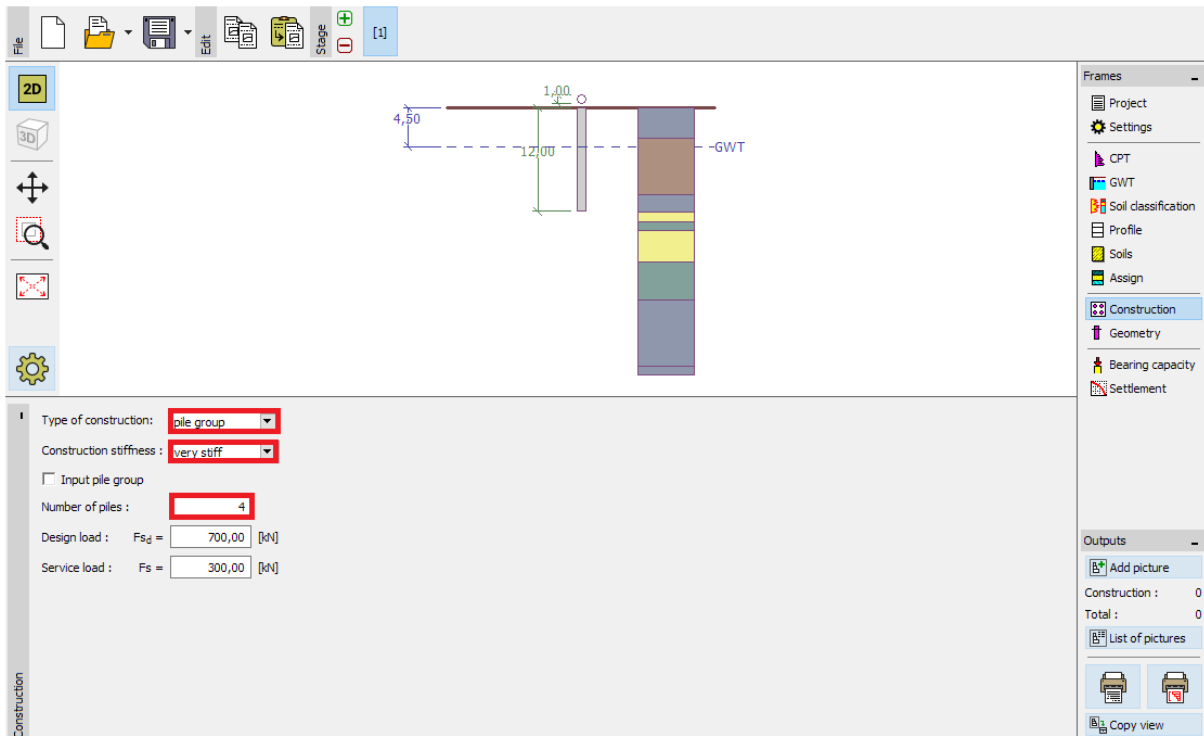 File
Edit
Stage
[1]
2D
3D
1,00
4,50
12,00
GWT
Frames
Project
Settings
CPT
GWT
Soil classification
Profile
Soils
Assign
Construction
Geometry
Bearing capacity
Settlement
Type of construction: pile group
Construction stiffness : very stiff
Input pile group
Number of piles : 4
Design load : Fsd = 700,00 [kN]
Service load : Fs = 300,00 [kN]
Construction
Outputs
Add picture
Construction : 0
Total : 0
List of pictures
Copy view